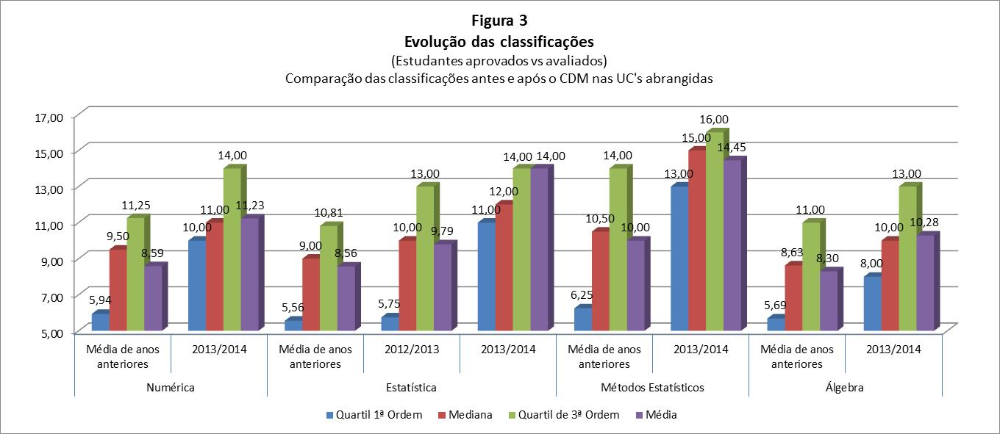 Figura 3
Evolução das classificações
(Estudantes aprovados vs avaliados)
Comparação das classificações antes e após o CDM nas UC's abrangidas
17,00
15,00
13,00
11,00
9,00
7,00
5,00
5,94
9,50
11,25
8,59
10,00
11,00
14,00
11,23
5,56
9,00
10,81
8,56
5,75
10,00
13,00
9,79
11,00
12,00
14,00
14,00
6,25
10,50
14,00
10,00
13,00
15,00
16,00
14,45
5,69
8,63
11,00
8,30
8,00
10,00
13,00
10,28
Média de anos
anteriores
2013/2014
Média de anos
anteriores
2012/2013
2013/2014
Média de anos
anteriores
2013/2014
Média de anos
anteriores
2013/2014
Numérica
Estatística
Métodos Estatísticos
Álgebra
Quartil 1ª Ordem
Mediana
Quartil de 3ª Ordem
Média